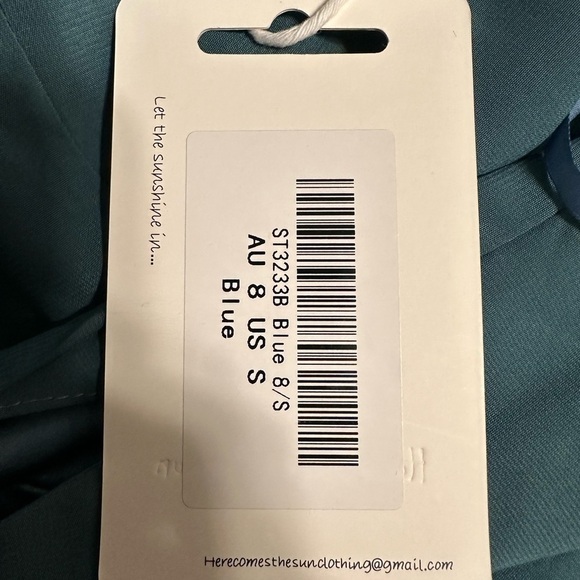 Let the sunshine in...
ST3233B Blue 8/S
AU 8 US S
Blue
Herecomesthesunclothing@gmail.com